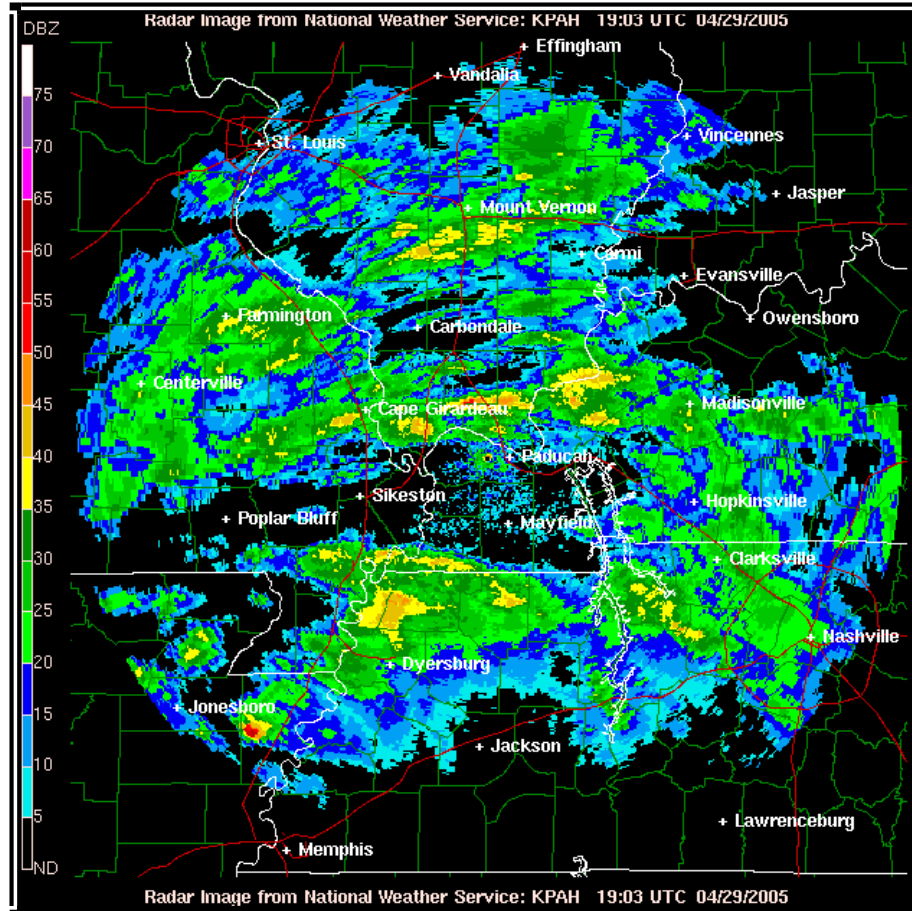 Radar Image from National Weather Service: KPAH 19:03 UTC 04/29/2005
DBZ
Effingham
Vandalia
75
Vincennes
St. Louis
70
Jasper
65
Mount Vernon
60
Carmi
Evansville
55
Farmington
Owensboro
Carbondale
50
Centerville
45
Cape Girardeau
Madisonville
40
Paducah
Sikeston
Hopkinsville
35
Poplar Bluff
Mayfield
30
Clarksville
25
Nashville
20
Dyersburg
Jonesboro
15
Jackson
10
5
Lawrenceburg
Memphis
ND
Radar Image from National Weather Service: KPAH 19:03 UTC 04/29/2005